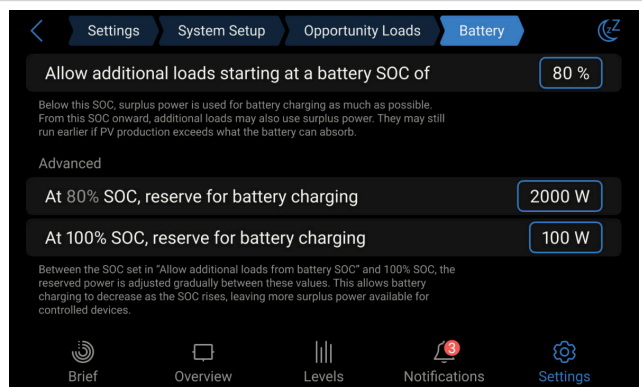 Settings
System Setup
Opportunity Loads
Battery
zZ
Allow additional loads starting at a battery SOC of
80 %
Below this SOC, surplus power is used for battery charging as much as possible.
From this SOC onward, additional loads may also use surplus power. They may still
run earlier if PV production exceeds what the battery can absorb.
Advanced
At 80% SOC, reserve for battery charging
2000 W
At 100% SOC, reserve for battery charging
100 W
Between the SOC set in "Allow additional loads from battery SOC" and 100% SOC, the
reserved power is adjusted gradually between these values. This allows battery
charging to decrease as the SOC rises, leaving more surplus power available for
controlled devices.
3
Brief
Overview
Levels
Notifications
Settings